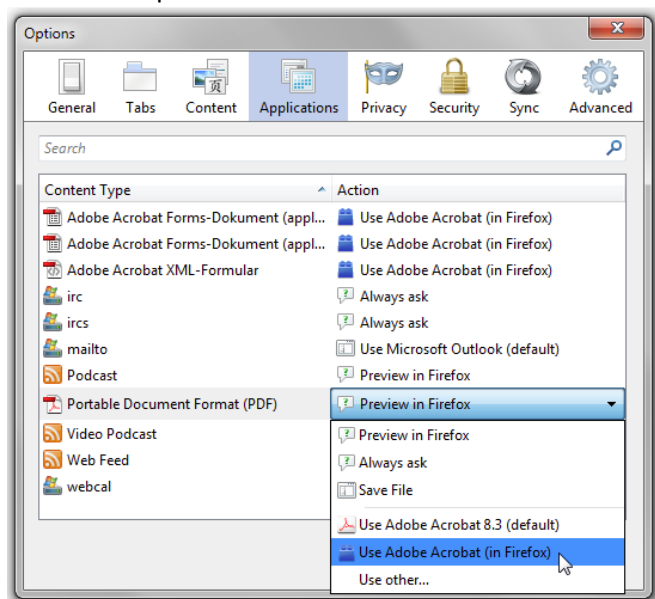 Options
General Tabs Content Applications Privacy Security Sync Advanced
Search
Content Type Action
Adobe Acrobat Forms-Dokument (appl... Use Adobe Acrobat (in Firefox)
Adobe Acrobat Forms-Dokument (appl... Use Adobe Acrobat (in Firefox)
Adobe Acrobat XML-Formular Use Adobe Acrobat (in Firefox)
irc Always ask
ircs Always ask
mailto Use Microsoft Outlook (default)
Podcast Preview in Firefox
Portable Document Format (PDF) Preview in Firefox
Video Podcast Preview in Firefox
Web Feed Always ask
webcal Save File
Use Adobe Acrobat 8.3 (default)
Use Adobe Acrobat (in Firefox)
Use other...